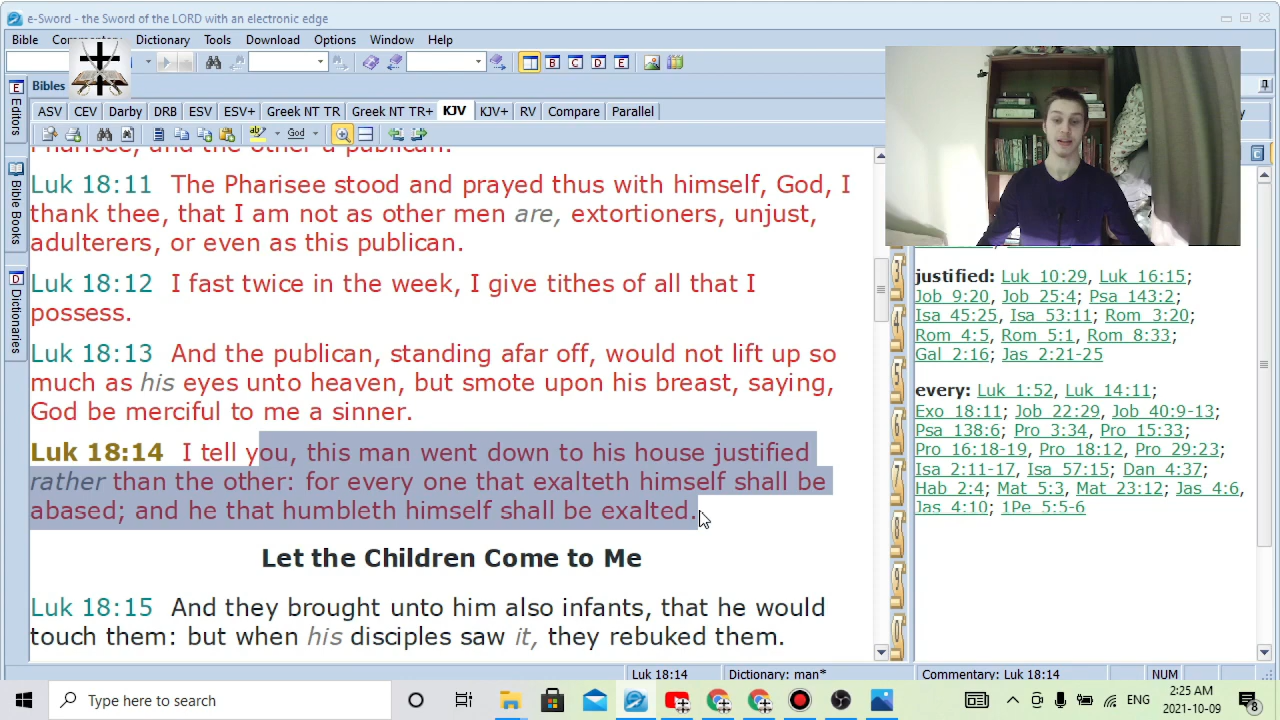 e-Sword - the Sword of the LORD with an electronic edge
Bible Commentary Dictionary Tools Download Options Window Help
Bibles
ASV CEV Darby DRB ESV ESV+ Greek NT TR Greek NT TR+ KJV KJV+ RV Compare Parallel
God
Editors
Bible Books
Dictionaries
Pharisee, and the other a publican.
Luk 18:11 The Pharisee stood and prayed thus with himself, God, I
thank thee, that I am not as other men are, extortioners, unjust,
adulterers, or even as this publican.
Luk 18:12 I fast twice in the week, I give tithes of all that I
possess.
Luk 18:13 And the publican, standing afar off, would not lift up so
much as his eyes unto heaven, but smote upon his breast, saying,
God be merciful to me a sinner.
Luk 18:14 I tell you, this man went down to his house justified
rather than the other: for every one that exalteth himself shall be
abased; and he that humbleth himself shall be exalted.
Let the Children Come to Me
Luk 18:15 And they brought unto him also infants, that he would
touch them: but when his disciples saw it, they rebuked them.
justified: Luk 10:29, Luk 16:15;
Job 9:20, Job 25:4; Psa 143:2;
Isa 45:25, Isa 53:11; Rom 3:20;
Rom 4:5, Rom 5:1, Rom 8:33;
Gal 2:16; Jas 2:21-25
every: Luk 1:52, Luk 14:11;
Exo 18:11; Job 22:29, Job 40:9-13;
Psa 138:6; Pro 3:34, Pro 15:33,
Pro 16:18-19, Pro 18:12, Pro 29:23;
Isa 2:11-17, Isa 57:15; Dan 4:37;
Hab 2:4; Mat 5:3, Mat 23:12; Jas 4:6,
Jas 4:10; 1Pe 5:5-6
Luk 18:14 Dictionary: man* Commentary: Luk 18:14 NUM
Type here to search
ENG
2:25 AM
2021-10-09
8